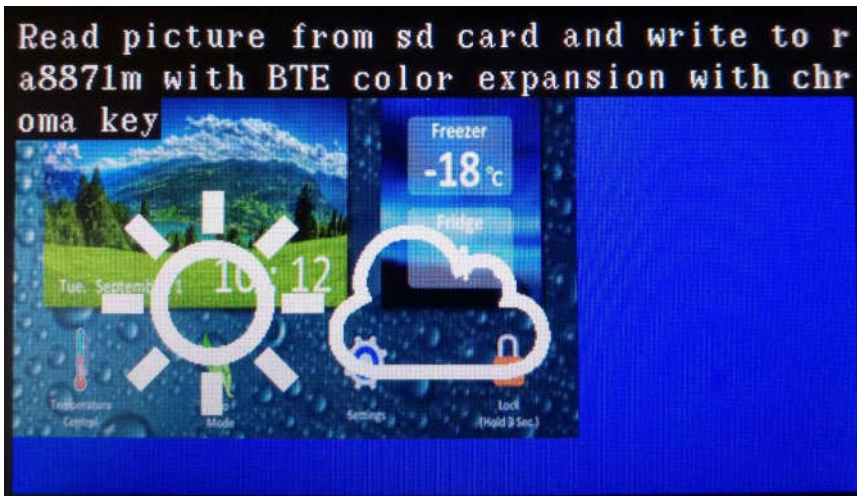 Read picture from sd card and write to r
a8871m with BTE color expansion with chr
oma key
Freezer
-18 °C
Fridge
Tue. September 1
10:12
Temperature
Control
Mode
Settings
Lock
(Hold 3 Sec.)